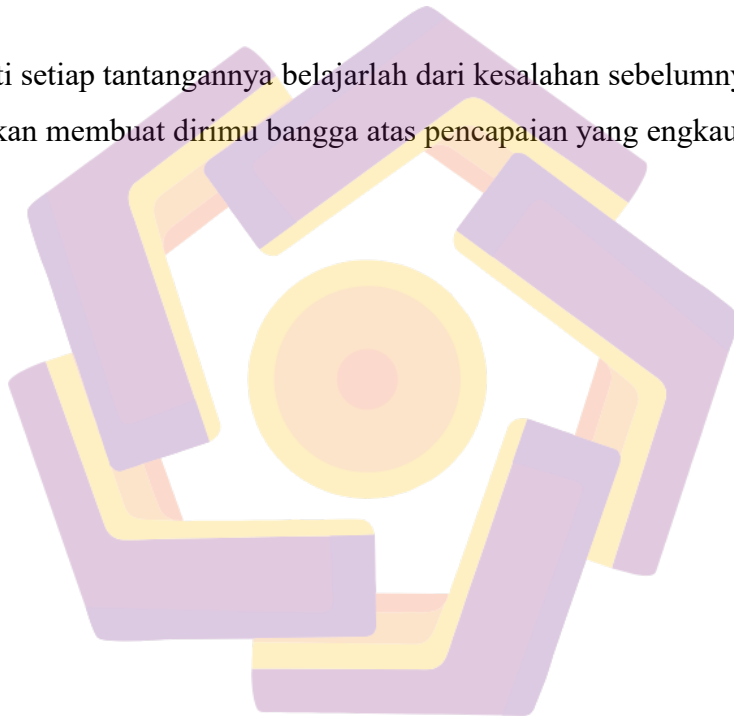 ti setiap tantangannya belajarlah dari kesalahan sebelumny
kan membuat dirimu bangga atas pencapaian yang engkau